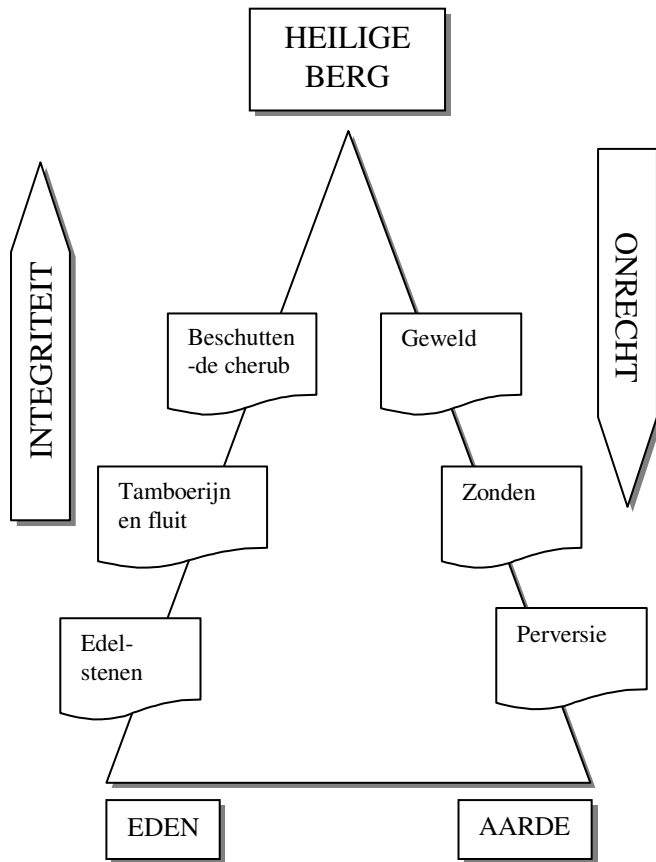 HEILIGE
BERG
INTEGRITEIT
ONRECHT
Beschutten
-de cherub
Geweld
Tamboerijn
en fluit
Zonden
Edel-
stenen
Perversie
EDEN
AARDE